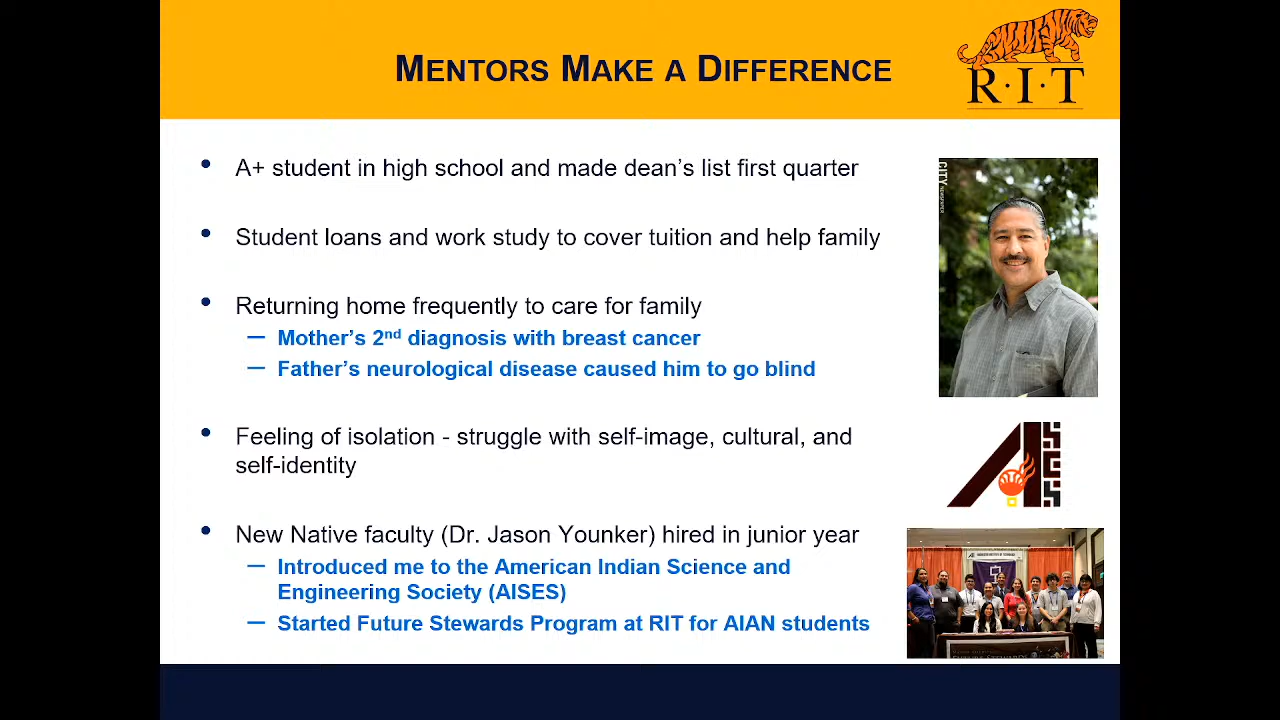 MENTORS MAKE A DIFFERENCE
R·I·T
• A+ student in high school and made dean's list first quarter
CITY
NEWSPAPER
• Student loans and work study to cover tuition and help family
• Returning home frequently to care for family
— Mother's 2nd diagnosis with breast cancer
— Father's neurological disease caused him to go blind
• Feeling of isolation - struggle with self-image, cultural, and
self-identity
AISES
• New Native faculty (Dr. Jason Younker) hired in junior year
— Introduced me to the American Indian Science and
Engineering Society (AISES)
— Started Future Stewards Program at RIT for AIAN students